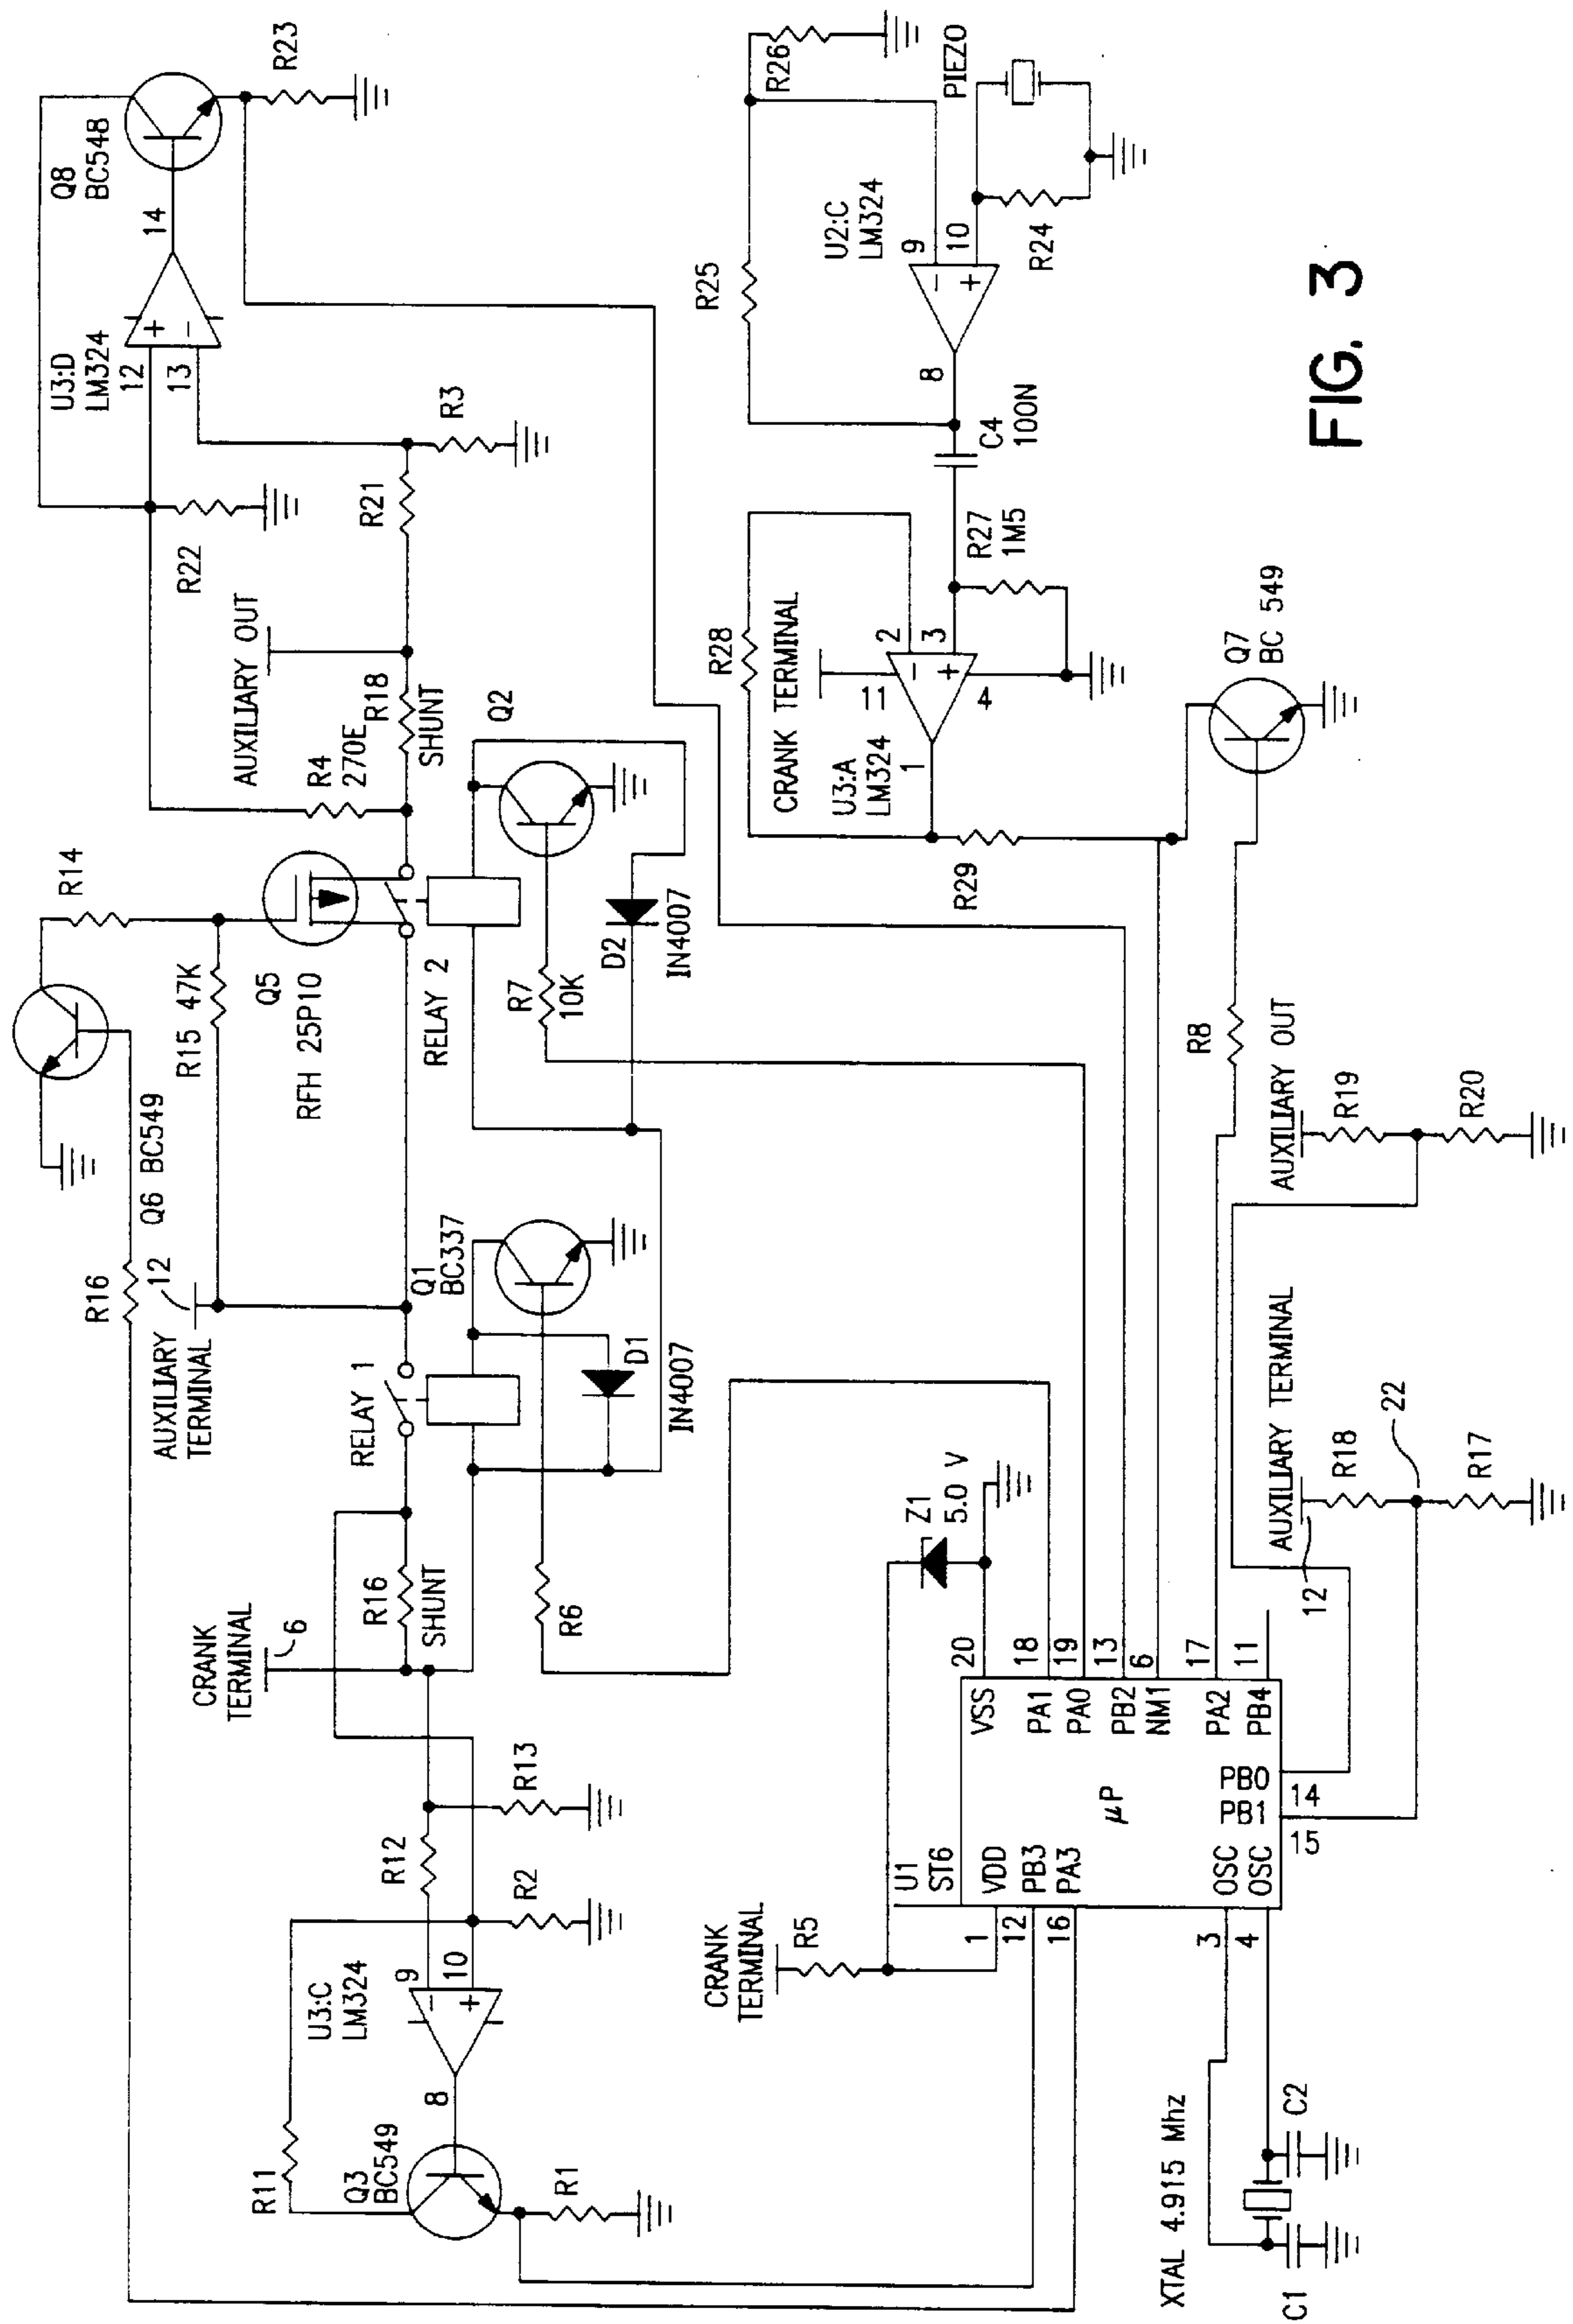 Q8
BC548
R23
14
U3:D
LM324
12
+
−
13
R22
R21
R3
AUXILIARY OUT
R4
270E
R18
SHUNT
R14
R15 47K
Q5
RFH 25P10
Q6 BC549
RELAY 2
Q2
R7
10K
D2
IN4007
R16
12
AUXILIARY
TERMINAL
RELAY 1
Q1
BC337
D1
IN4007
CRANK
TERMINAL
6
R16
SHUNT
R6
R12
R13
R2
U3:C
LM324
9
−
10
+
8
R11
Q3
BC549
R1
R26
PIEZO
R25
U2:C
LM324
9
−
10
+
R24
8
C4
100N
R27
1M5
R28
CRANK TERMINAL
2
−
3
+
11
4
U3:A
LM324
1
R29
Q7
BC 549
R8
AUXILIARY OUT
R19
R20
AUXILIARY TERMINAL
12
R18
22
R17
Z1
5.0 V
CRANK
TERMINAL
R5
U1
ST6
µP
VSS
20
PA1
18
PA0
19
PB2
13
NM1
6
PA2
17
PB4
11
VDD
1
PB3
12
PA3
16
OSC
3
OSC
4
PB0
14
PB1
15
XTAL 4.915 Mhz
C1
C2
FIG. 3